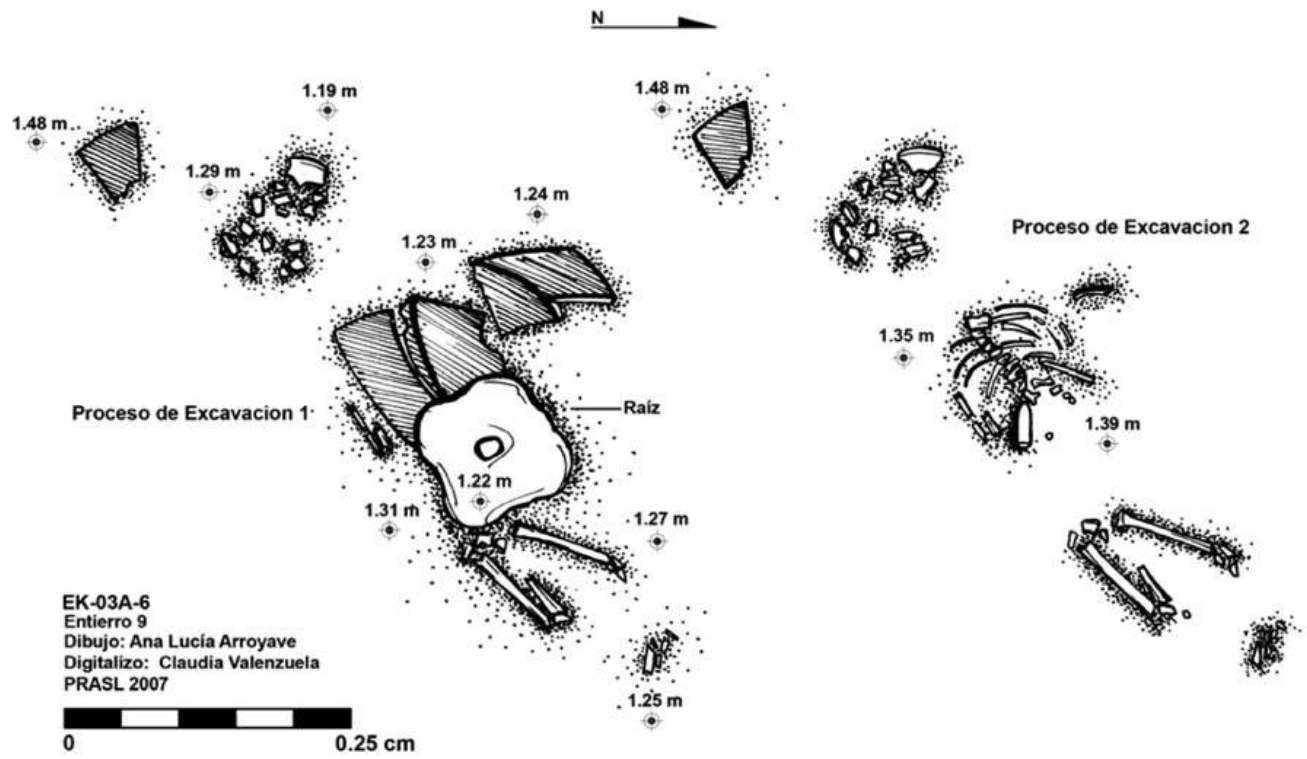 N
1.19 m
1.48 m
1.48 m
1.29 m
1.24 m
1.23 m
Proceso de Excavacion 2
1.35 m
Proceso de Excavacion 1
Raíz
1.39 m
1.22 m
1.31 m
1.27 m
EK-03A-6
Entierro 9
Dibujo: Ana Lucía Arroyave
Digitalizo: Claudia Valenzuela
PRASL 2007
1.25 m
0
0.25 cm